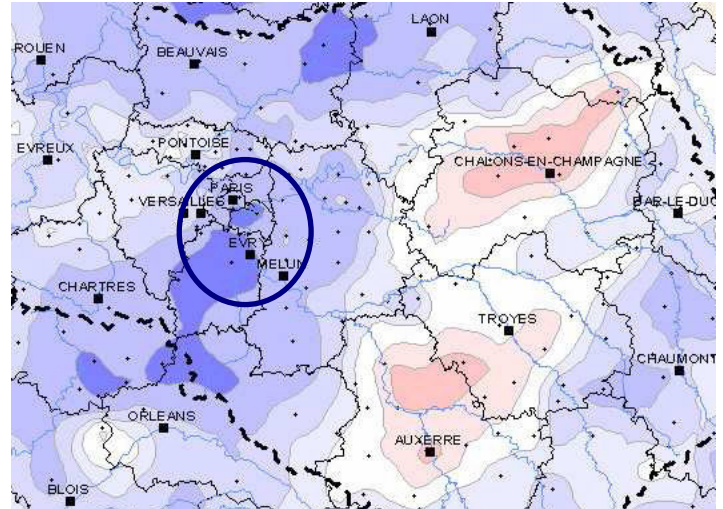 LAON
ROUEN
BEAUVAIS
EVREUX
PONTOISE
CHALONS-EN-CHAMPAGNE
PARIS
VERSAILLES
BAR-LE-DUC
EVRY
MELUN
CHARTRES
TROYES
CHAUMONT
ORLEANS
AUXERRE
BLOIS